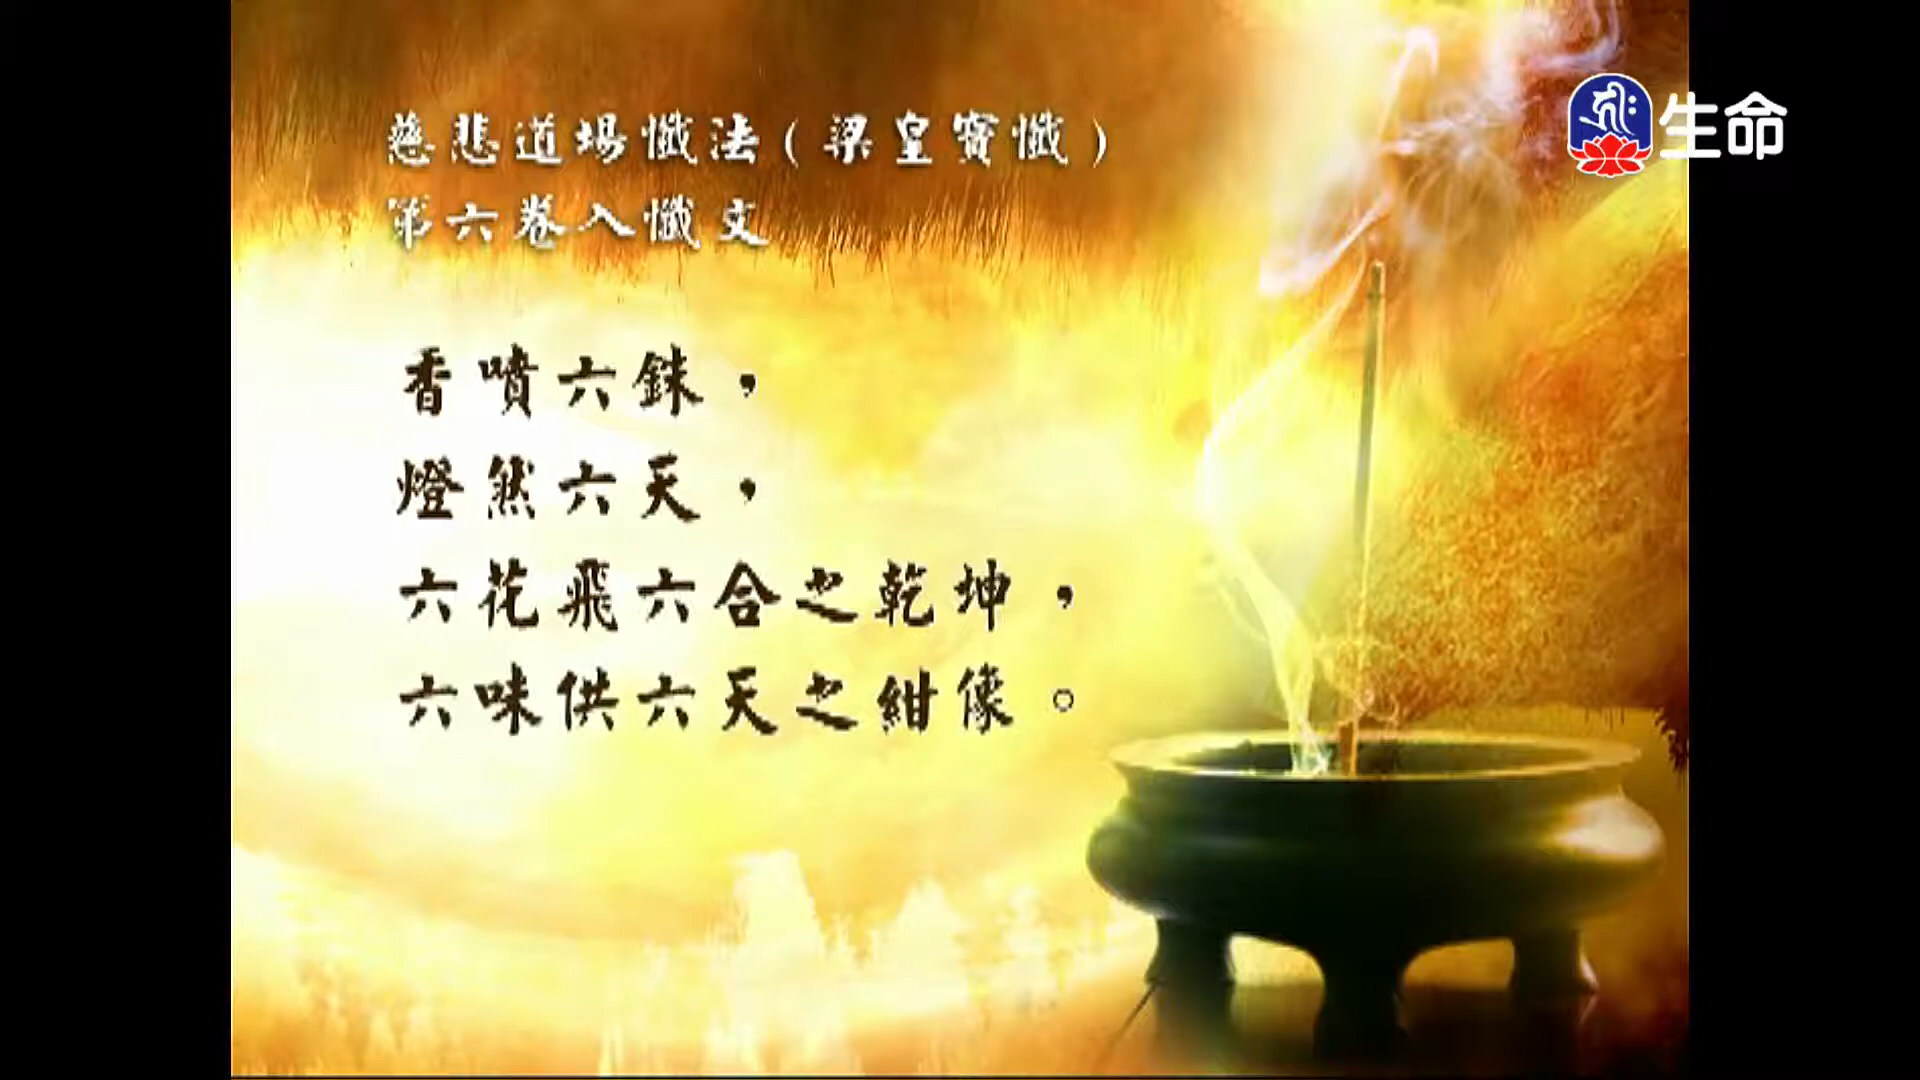 慈悲道場懺法（梁皇寶懺）
第六卷入懺文
生命
香噴六銖，
燈然六天，
六花飛六合之乾坤，
六味供六天之紺像。